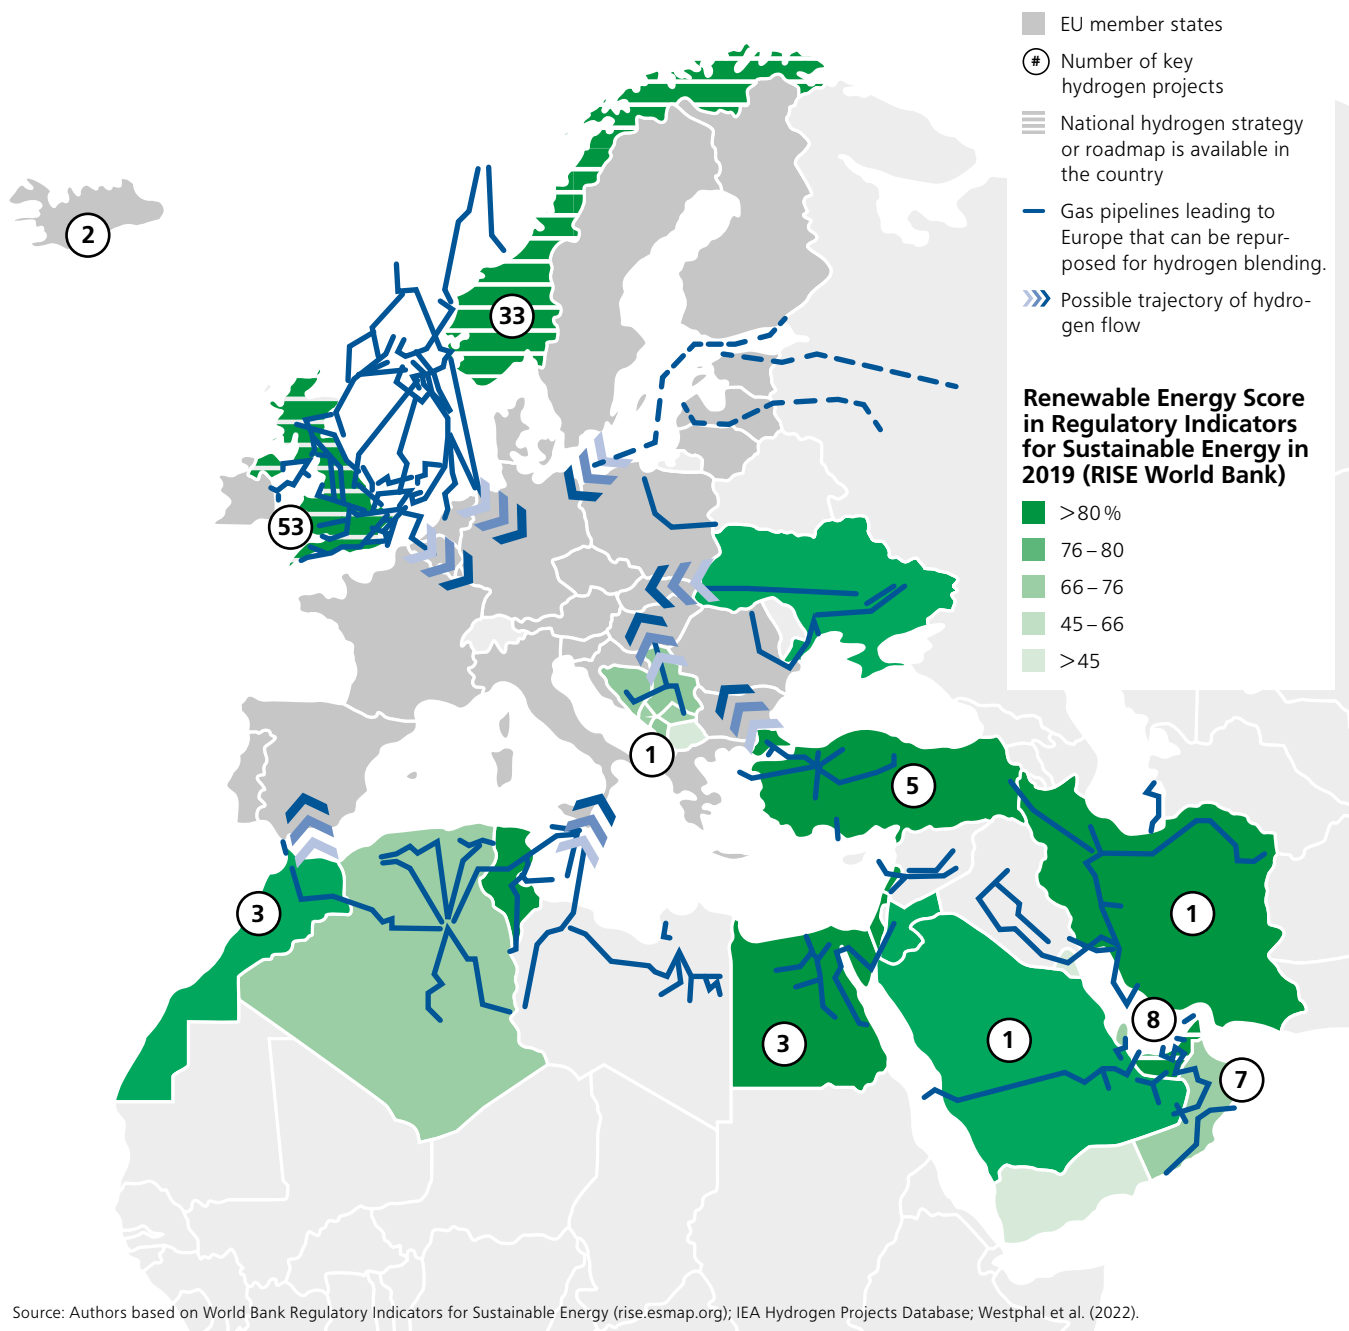 EU member states
# Number of key
hydrogen projects
National hydrogen strategy
or roadmap is available in
the country
Gas pipelines leading to
Europe that can be repur-
posed for hydrogen blending.
Possible trajectory of hydro-
gen flow
Renewable Energy Score
in Regulatory Indicators
for Sustainable Energy in
2019 (RISE World Bank)
>80 %
76 – 80
66 – 76
45 – 66
>45
2
33
53
1
5
3
1
3
1
8
7
Source: Authors based on World Bank Regulatory Indicators for Sustainable Energy (rise.esmap.org); IEA Hydrogen Projects Database; Westphal et al. (2022).